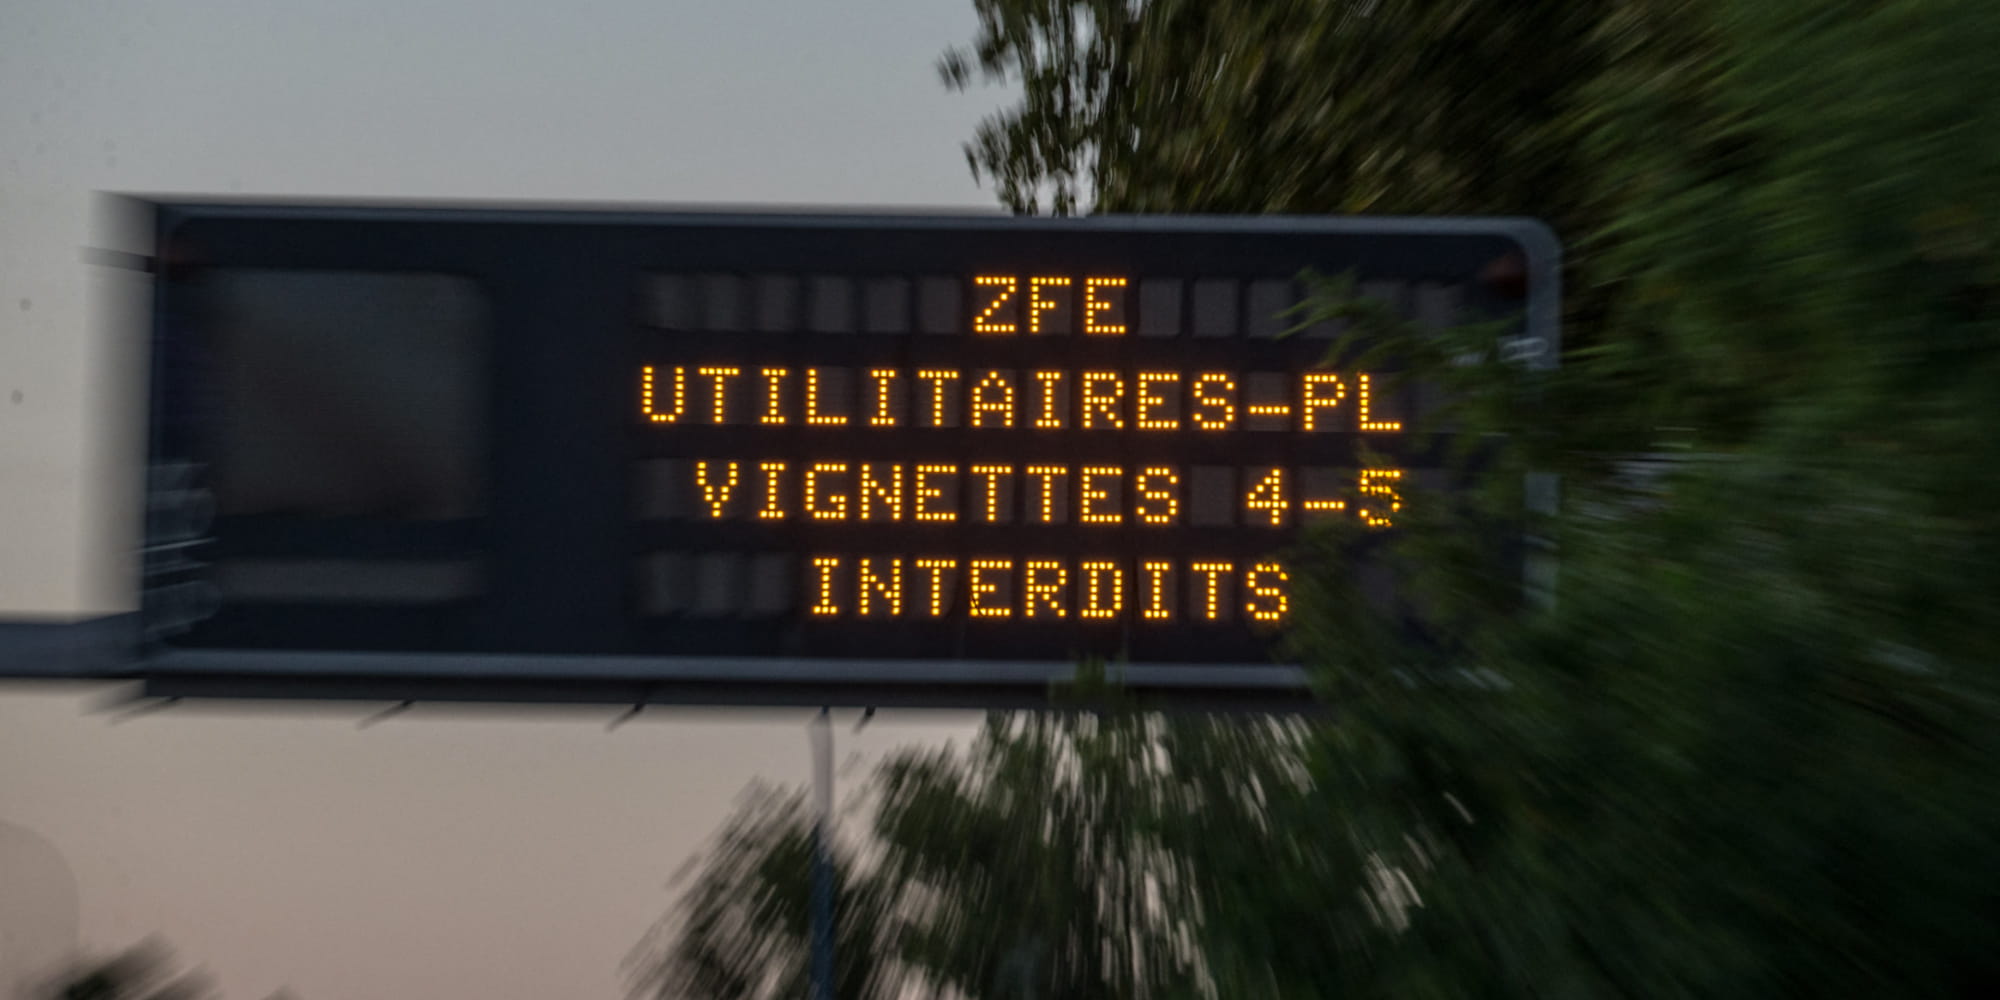 ZFE
UTILITAIRES-PL
VIGNETTES 4-5
INTERDITS